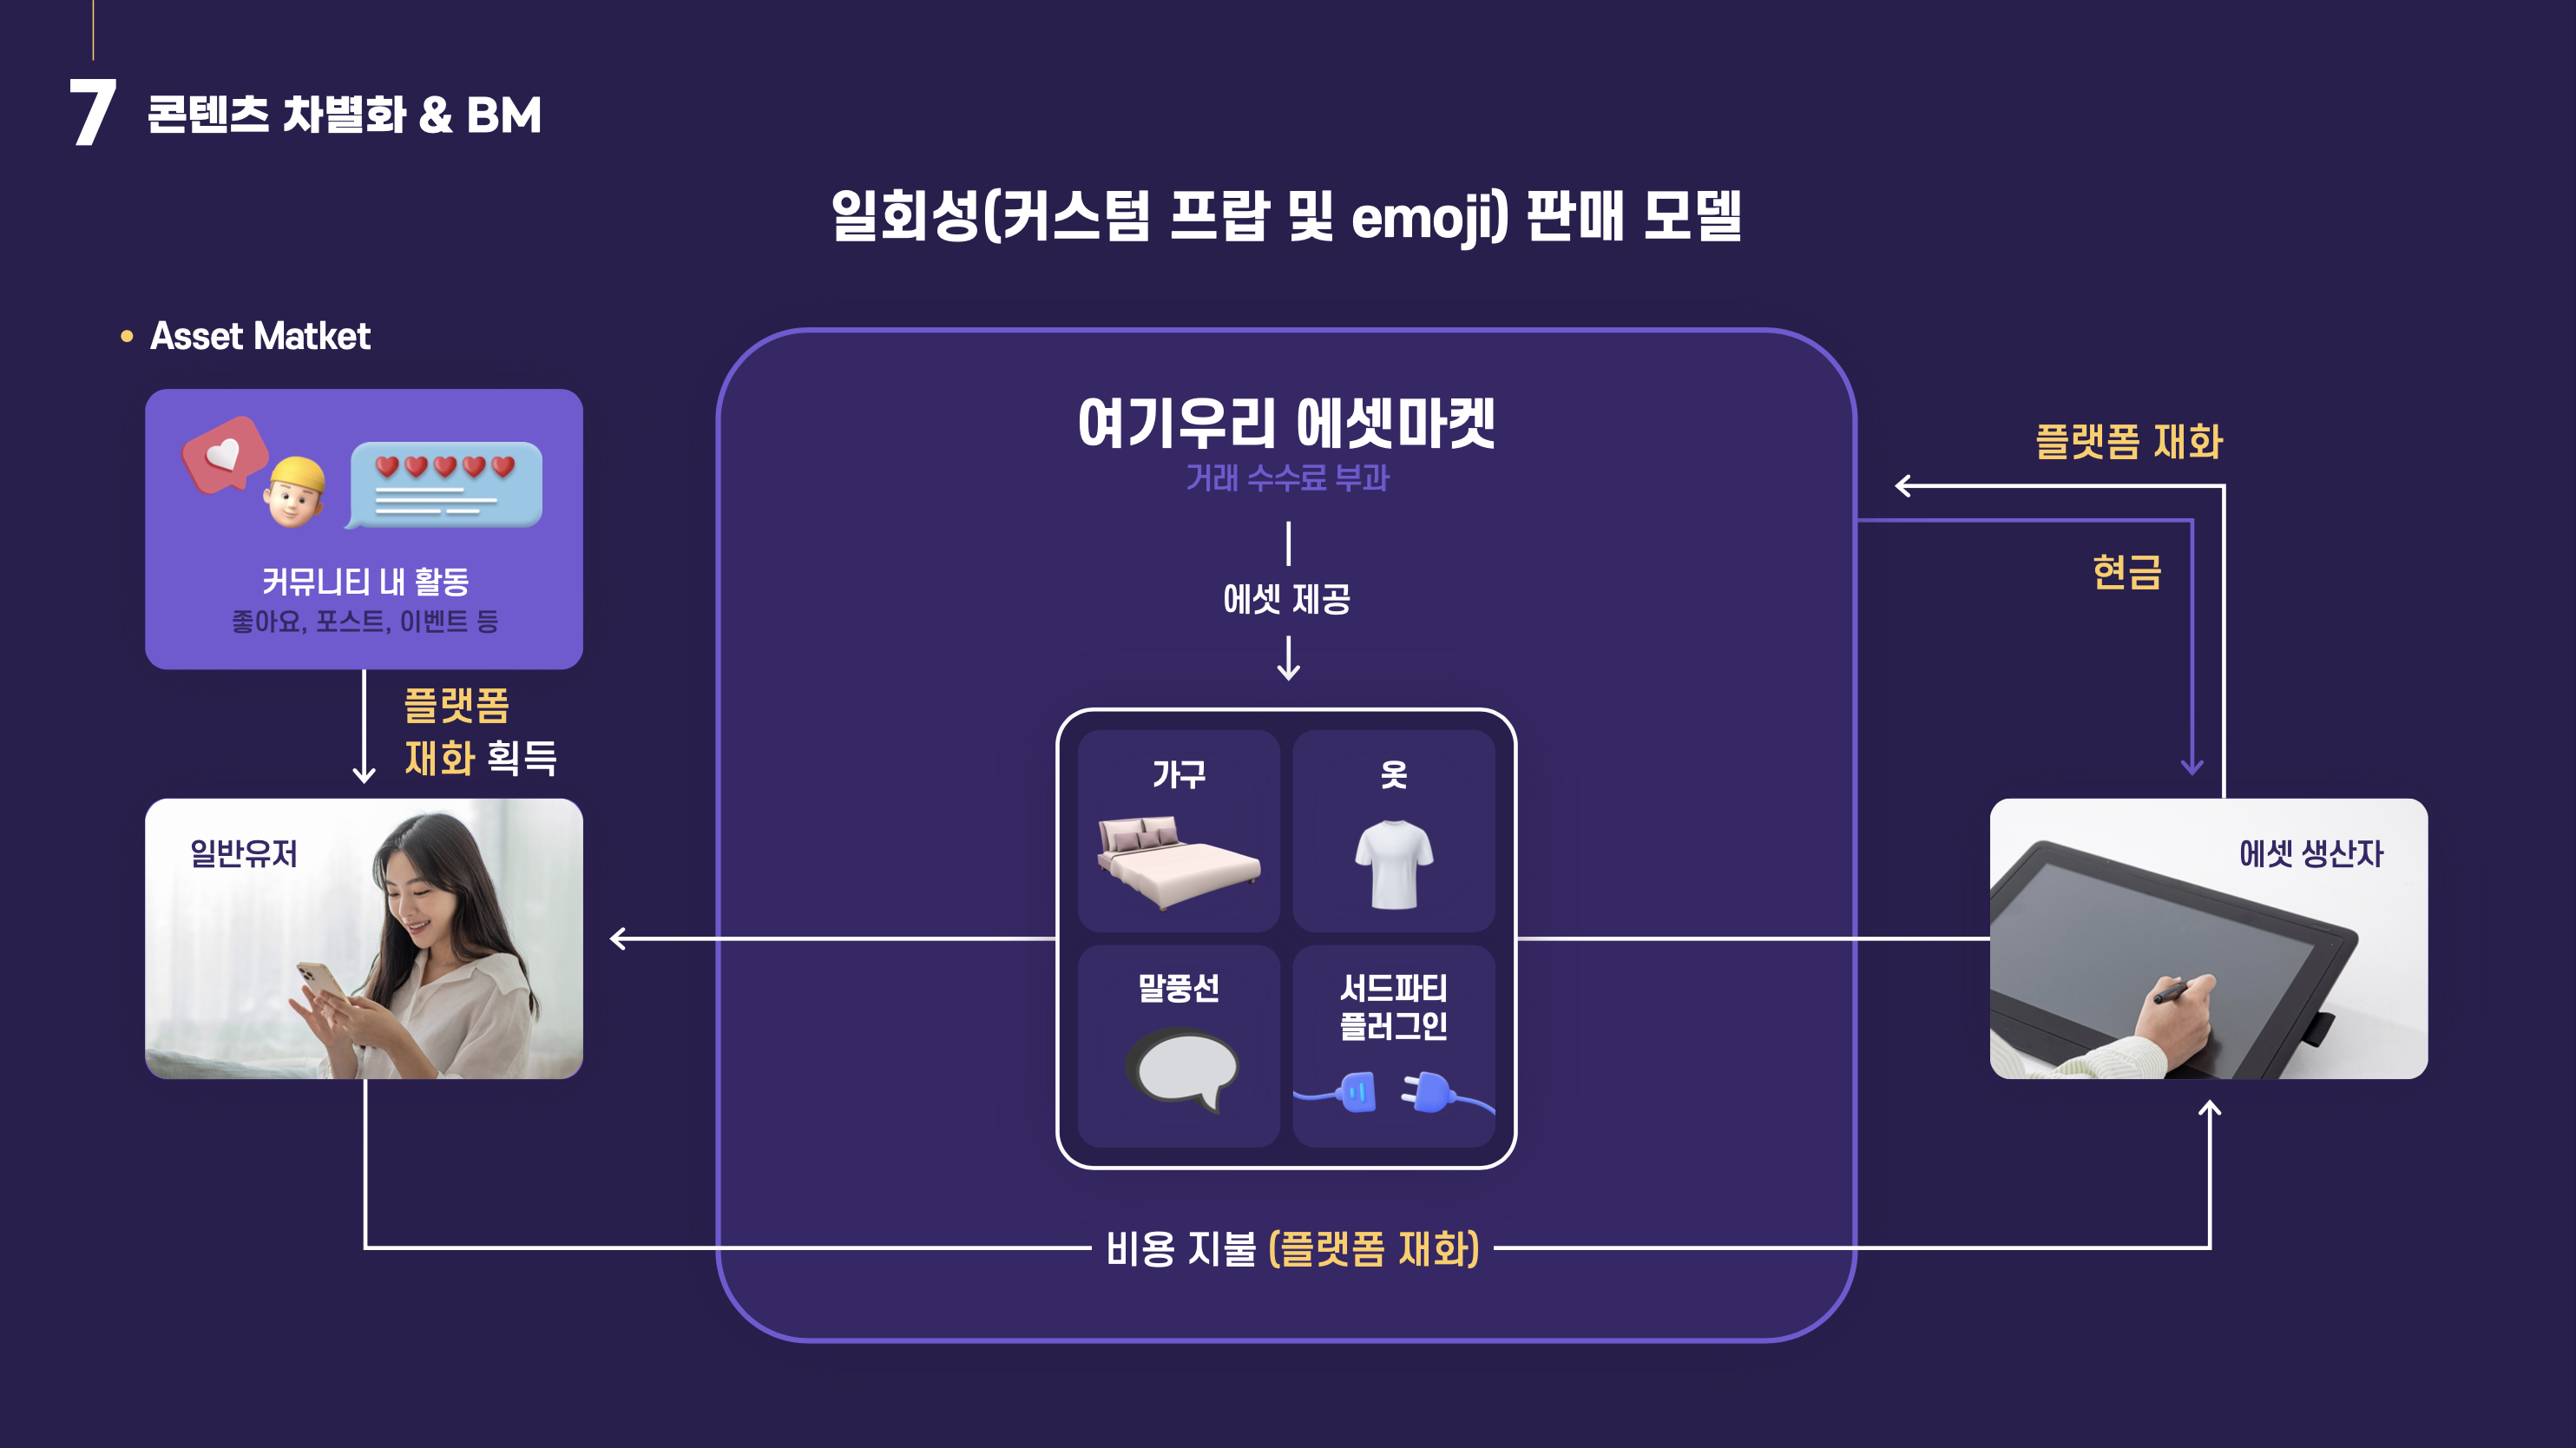 7 콘텐츠 차별화 & BM
일회성(커스텀 프랍 및 emoji) 판매 모델
• Asset Matket
커뮤니티 내 활동
좋아요, 포스트, 이벤트 등
플랫폼
재화 획득
일반유저
여기우리 에셋마켓
거래 수수료 부과
에셋 제공
가구
옷
말풍선
서드파티
플러그인
비용 지불 (플랫폼 재화)
플랫폼 재화
현금
에셋 생산자